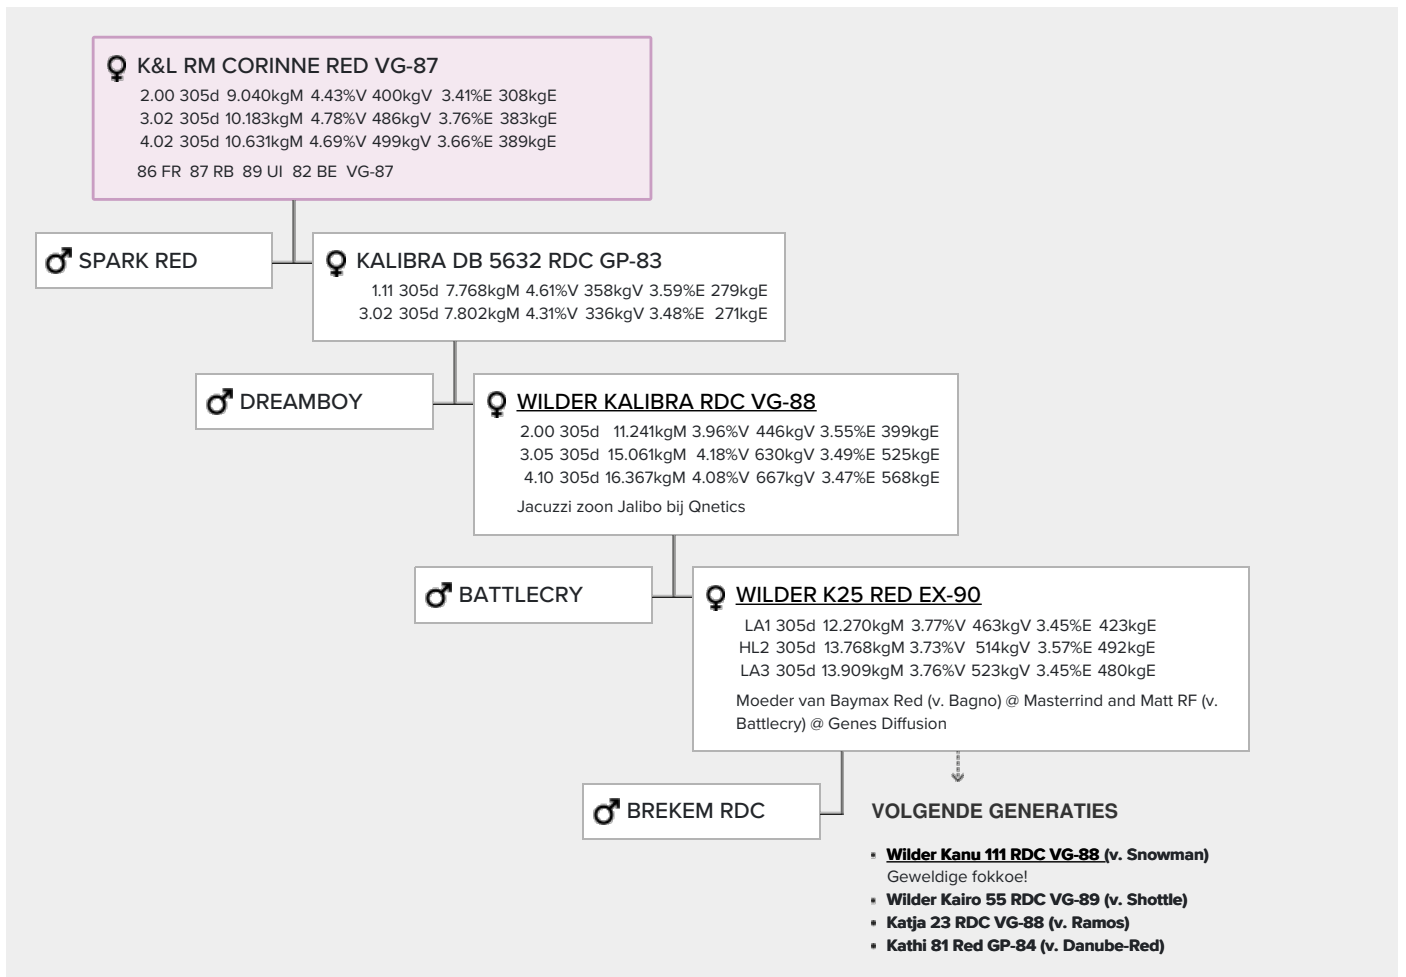 K&L RM CORINNE RED VG-87
2.00 305d 9.040kgM 4.43%V 400kgV 3.41%E 308kgE
3.02 305d 10.183kgM 4.78%V 486kgV 3.76%E 383kgE
4.02 305d 10.631kgM 4.69%V 499kgV 3.66%E 389kgE
86 FR 87 RB 89 UI 82 BE VG-87
SPARK RED
KALIBRA DB 5632 RDC GP-83
1.11 305d 7.768kgM 4.61%V 358kgV 3.59%E 279kgE
3.02 305d 7.802kgM 4.31%V 336kgV 3.48%E 271kgE
DREAMBOY
WILDER KALIBRA RDC VG-88
2.00 305d 11.241kgM 3.96%V 446kgV 3.55%E 399kgE
3.05 305d 15.061kgM 4.18%V 630kgV 3.49%E 525kgE
4.10 305d 16.367kgM 4.08%V 667kgV 3.47%E 568kgE
Jacuzzi zoon Jalibo bij Qnetics
BATTLECRY
WILDER K25 RED EX-90
LA1 305d 12.270kgM 3.77%V 463kgV 3.45%E 423kgE
HL2 305d 13.768kgM 3.73%V 514kgV 3.57%E 492kgE
LA3 305d 13.909kgM 3.76%V 523kgV 3.45%E 480kgE
Moeder van Baymax Red (v. Bagno) @ Masterrind and Matt RF (v.
Battlecry) @ Genes Diffusion
BREKEM RDC
VOLGENDE GENERATIES
Wilder Kanu 111 RDC VG-88 (v. Snowman)
Geweldige fokkoe!
Wilder Kairo 55 RDC VG-89 (v. Shottle)
Katja 23 RDC VG-88 (v. Ramos)
Kathi 81 Red GP-84 (v. Danube-Red)